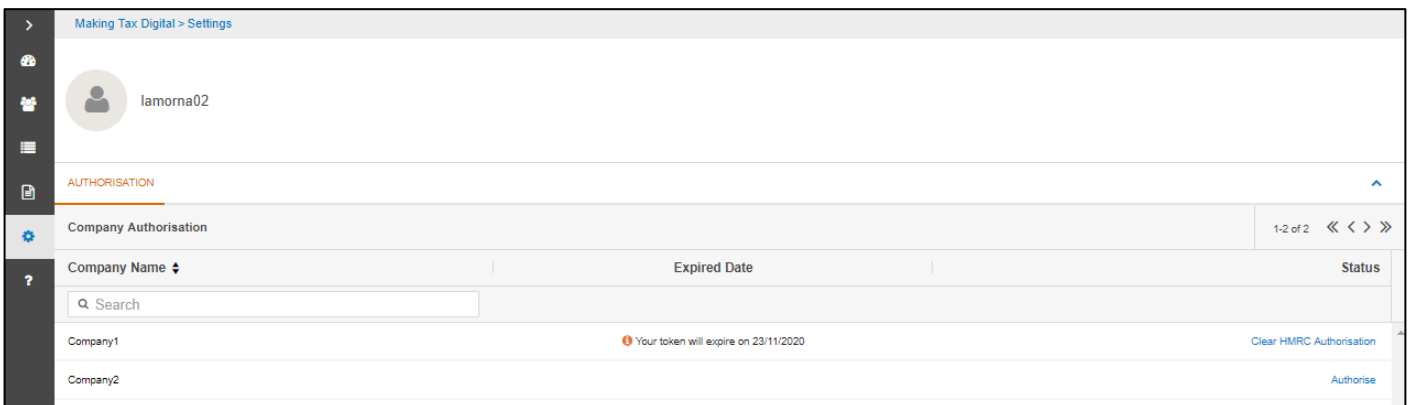 Making Tax Digital > Settings
lamorna02
AUTHORISATION
Company Authorisation
1-2 of 2
Company Name Expired Date Status
Search
Company1 Your token will expire on 23/11/2020 Clear HMRC Authorisation
Company2 Authorise